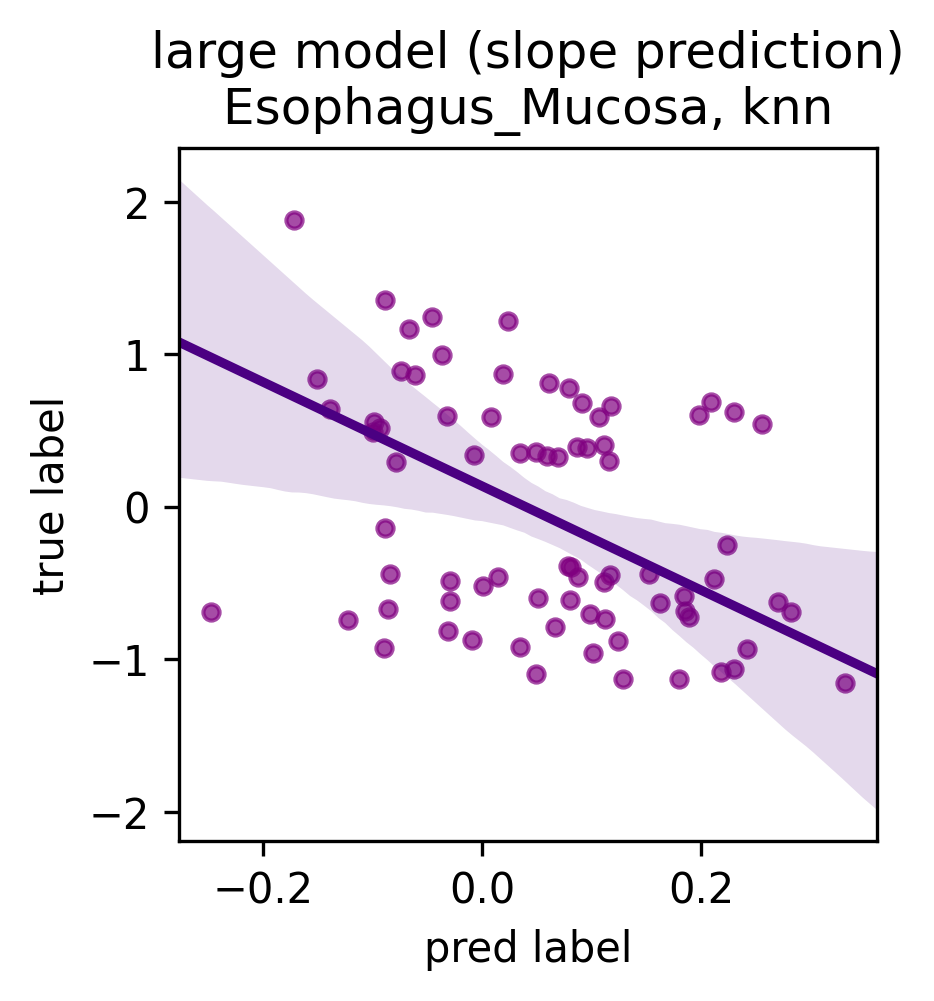 large model (slope prediction)
Esophagus_Mucosa, knn
true label
2
1
0
−1
−2
−0.2 0.0 0.2
pred label